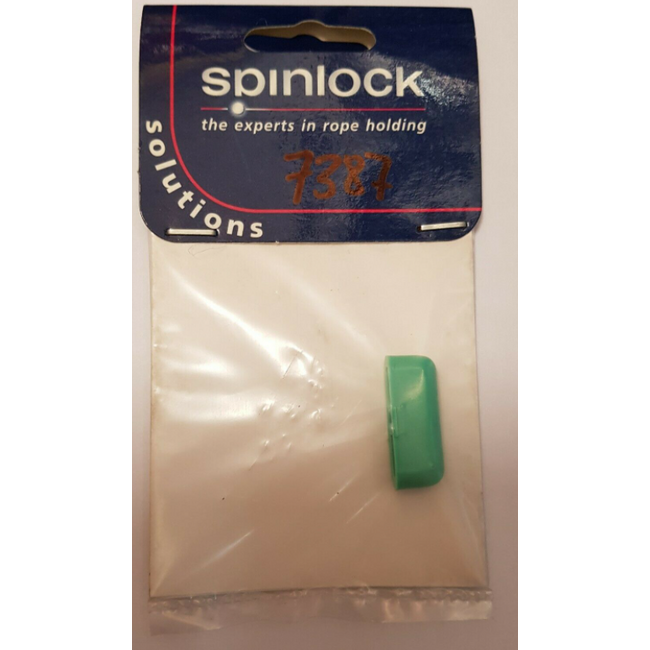 spinlock
the experts in rope holding
7387
solutions